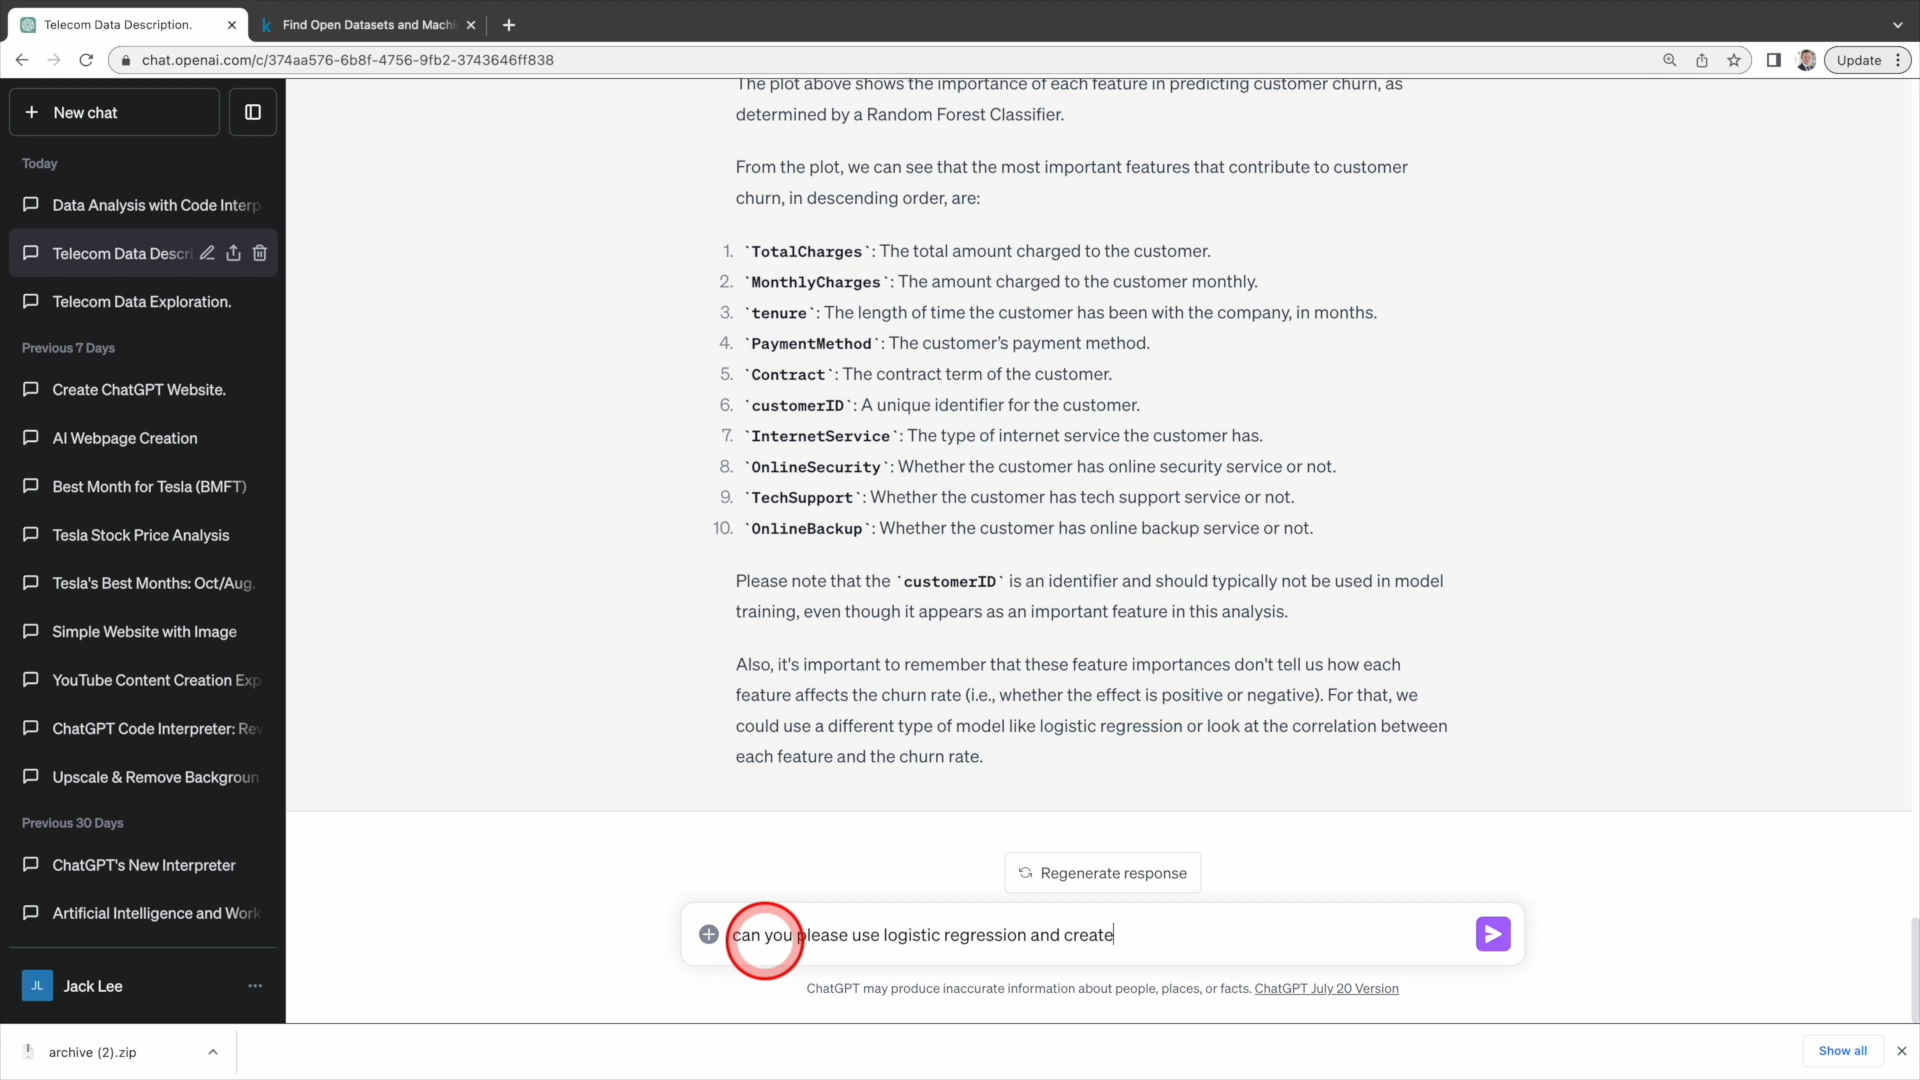 Telecom Data Description.
Find Open Datasets and Machi
chat.openai.com/c/374aa576-6b8f-4756-9fb2-3743646ff838
Update
New chat
Today
Data Analysis with Code Interp
Telecom Data Descri
Telecom Data Exploration.
Previous 7 Days
Create ChatGPT Website.
AI Webpage Creation
Best Month for Tesla (BMFT)
Tesla Stock Price Analysis
Tesla's Best Months: Oct/Aug.
Simple Website with Image
YouTube Content Creation Exp
ChatGPT Code Interpreter: Rev
Upscale & Remove Backgroun
Previous 30 Days
ChatGPT's New Interpreter
Artificial Intelligence and Work
JL
Jack Lee
The plot above shows the importance of each feature in predicting customer churn, as
determined by a Random Forest Classifier.
From the plot, we can see that the most important features that contribute to customer
churn, in descending order, are:
1. `TotalCharges`: The total amount charged to the customer.
2. `MonthlyCharges`: The amount charged to the customer monthly.
3. `tenure`: The length of time the customer has been with the company, in months.
4. `PaymentMethod`: The customer’s payment method.
5. `Contract`: The contract term of the customer.
6. `customerID`: A unique identifier for the customer.
7. `InternetService`: The type of internet service the customer has.
8. `OnlineSecurity`: Whether the customer has online security service or not.
9. `TechSupport`: Whether the customer has tech support service or not.
10. `OnlineBackup`: Whether the customer has online backup service or not.
Please note that the `customerID` is an identifier and should typically not be used in model
training, even though it appears as an important feature in this analysis.
Also, it's important to remember that these feature importances don't tell us how each
feature affects the churn rate (i.e., whether the effect is positive or negative). For that, we
could use a different type of model like logistic regression or look at the correlation between
each feature and the churn rate.
Regenerate response
can you please use logistic regression and create
ChatGPT may produce inaccurate information about people, places, or facts. ChatGPT July 20 Version
archive (2).zip
Show all